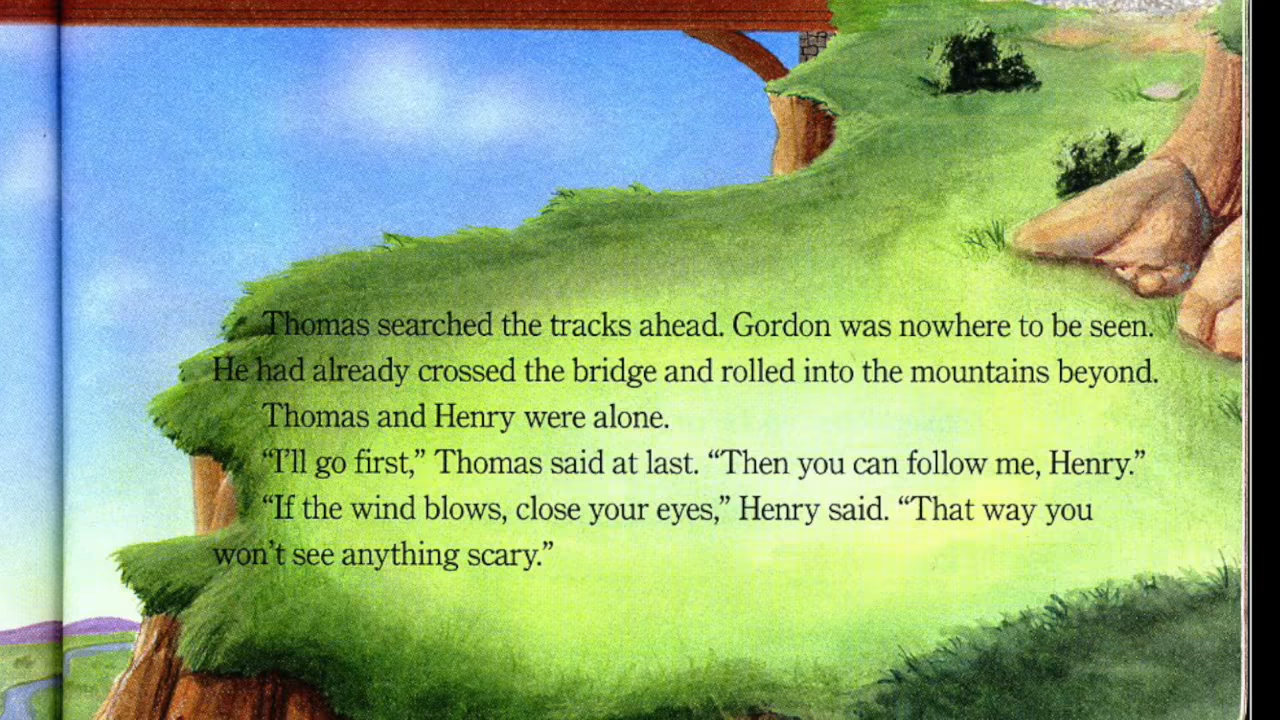 Thomas searched the tracks ahead. Gordon was nowhere to be seen.
He had already crossed the bridge and rolled into the mountains beyond.
Thomas and Henry were alone.
“I’ll go first,” Thomas said at last. “Then you can follow me, Henry.”
“If the wind blows, close your eyes,” Henry said. “That way you
won’t see anything scary.”